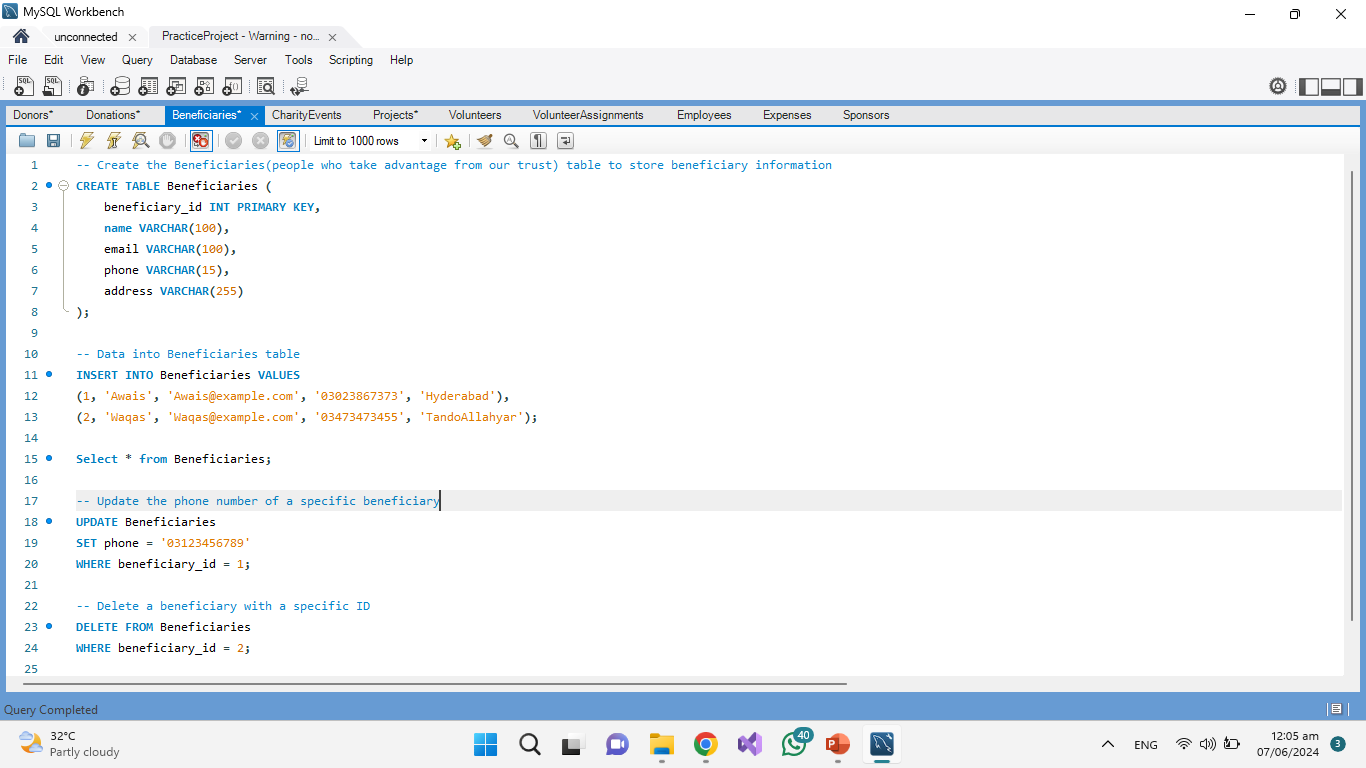 MySQL Workbench
unconnected
PracticeProject - Warning - no...
File Edit View Query Database Server Tools Scripting Help
Donors* Donations* Beneficiaries* CharityEvents Projects* Volunteers VolunteerAssignments Employees Expenses Sponsors
Limit to 1000 rows
1 -- Create the Beneficiaries(people who take advantage from our trust) table to store beneficiary information
2 CREATE TABLE Beneficiaries (
3 beneficiary_id INT PRIMARY KEY,
4 name VARCHAR(100),
5 email VARCHAR(100),
6 phone VARCHAR(15),
7 address VARCHAR(255)
8 );
9
10 -- Data into Beneficiaries table
11 INSERT INTO Beneficiaries VALUES
12 (1, 'Awais', 'Awais@example.com', '03023867373', 'Hyderabad'),
13 (2, 'Waqas', 'Waqas@example.com', '03473473455', 'TandoAllahyar');
14
15 Select * from Beneficiaries;
16
17 -- Update the phone number of a specific beneficiary
18 UPDATE Beneficiaries
19 SET phone = '03123456789'
20 WHERE beneficiary_id = 1;
21
22 -- Delete a beneficiary with a specific ID
23 DELETE FROM Beneficiaries
24 WHERE beneficiary_id = 2;
25
Query Completed
32°C
Partly cloudy
40
ENG
12:05 am
07/06/2024
3